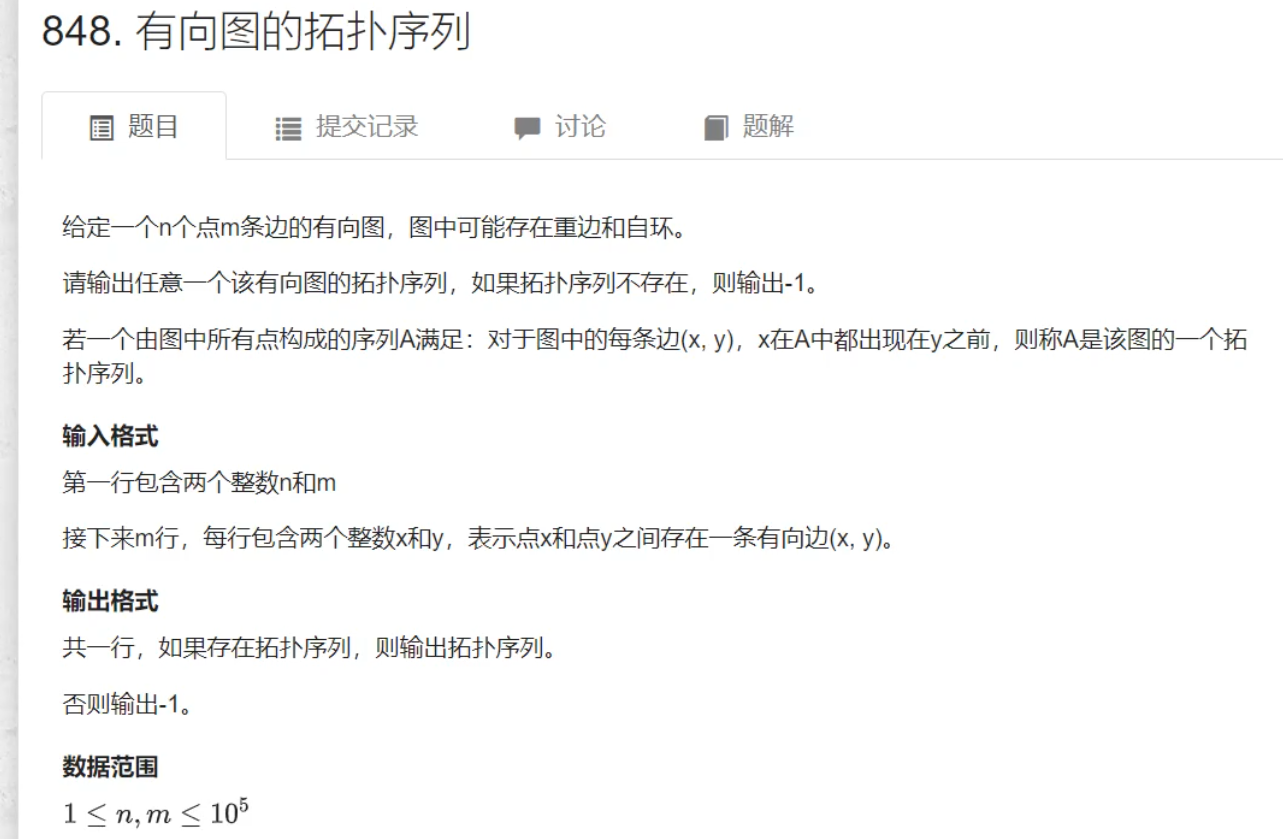 848. 有向图的拓扑序列
题目 提交记录 讨论 题解
给定一个n个点m条边的有向图，图中可能存在重边和自环。
请输出任意一个该有向图的拓扑序列，如果拓扑序列不存在，则输出-1。
若一个由图中所有点构成的序列A满足：对于图中的每条边(x, y)，x在A中都出现在y之前，则称A是该图的一个拓
扑序列。
输入格式
第一行包含两个整数n和m
接下来m行，每行包含两个整数x和y，表示点x和点y之间存在一条有向边(x, y)。
输出格式
共一行，如果存在拓扑序列，则输出拓扑序列。
否则输出-1。
数据范围
1 ≤ n, m ≤ 10⁵